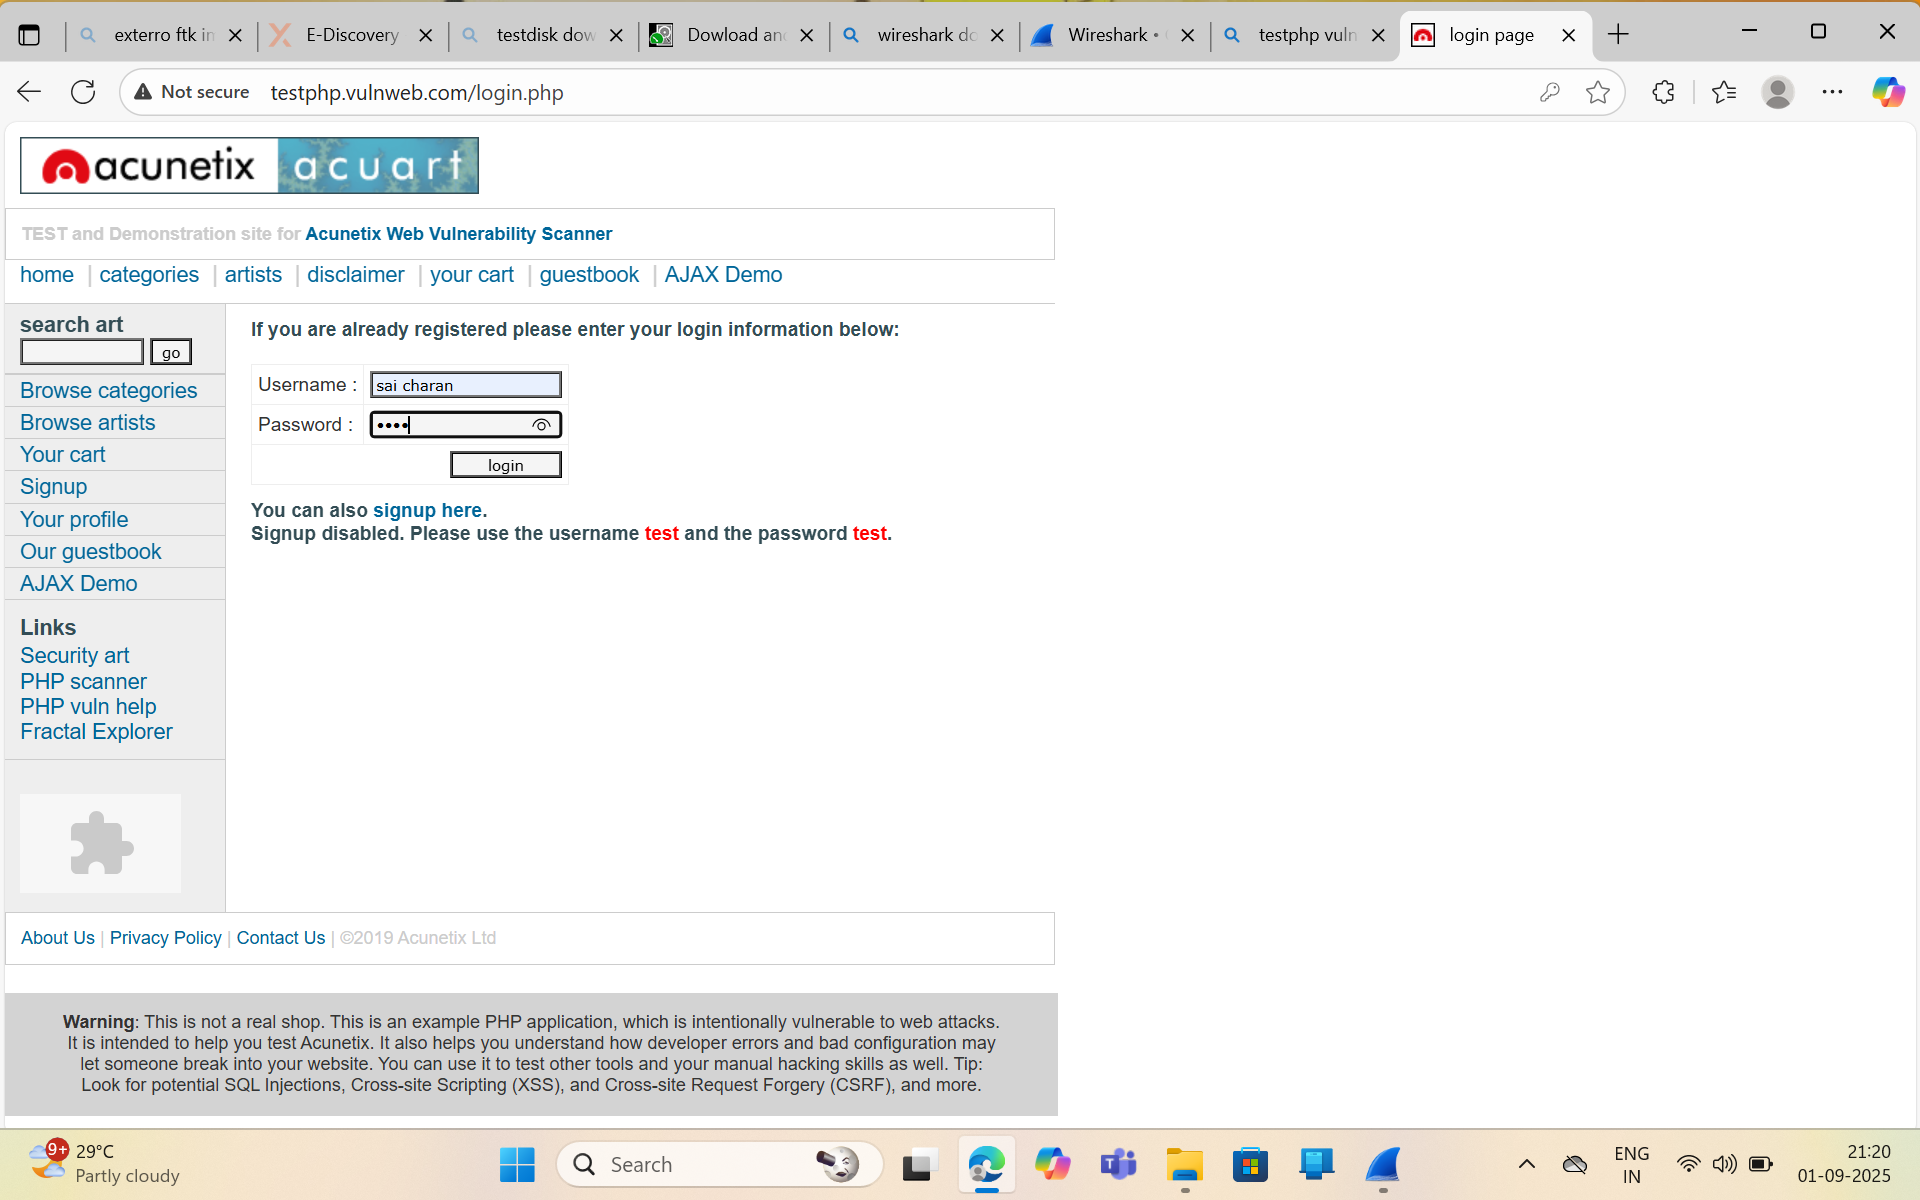 exterro ftk in
E-Discovery
testdisk dow
Dowload and
wireshark do
Wireshark •
testphp vuln
login page
Not secure
testphp.vulnweb.com/login.php
acunetix acuart
TEST and Demonstration site for Acunetix Web Vulnerability Scanner
home | categories | artists | disclaimer | your cart | guestbook | AJAX Demo
search art
go
Browse categories
Browse artists
Your cart
Signup
Your profile
Our guestbook
AJAX Demo
Links
Security art
PHP scanner
PHP vuln help
Fractal Explorer
If you are already registered please enter your login information below:
Username : sai charan
Password : ••••
login
You can also signup here.
Signup disabled. Please use the username test and the password test.
About Us | Privacy Policy | Contact Us | ©2019 Acunetix Ltd
Warning: This is not a real shop. This is an example PHP application, which is intentionally vulnerable to web attacks.
It is intended to help you test Acunetix. It also helps you understand how developer errors and bad configuration may
let someone break into your website. You can use it to test other tools and your manual hacking skills as well. Tip:
Look for potential SQL Injections, Cross-site Scripting (XSS), and Cross-site Request Forgery (CSRF), and more.
9+
29°C
Partly cloudy
Search
ENG
IN
21:20
01-09-2025